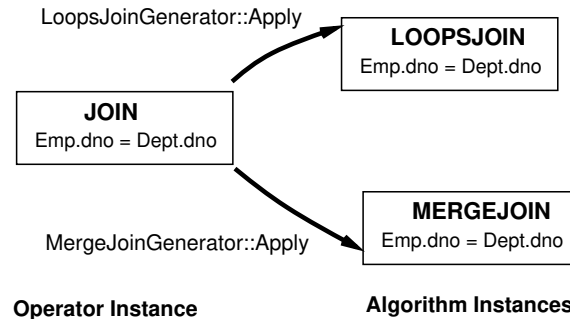 LoopsJoinGenerator::Apply
LOOPSJOIN
Emp.dno = Dept.dno
JOIN
Emp.dno = Dept.dno
MERGEJOIN
Emp.dno = Dept.dno
MergeJoinGenerator::Apply
Operator Instance
Algorithm Instances